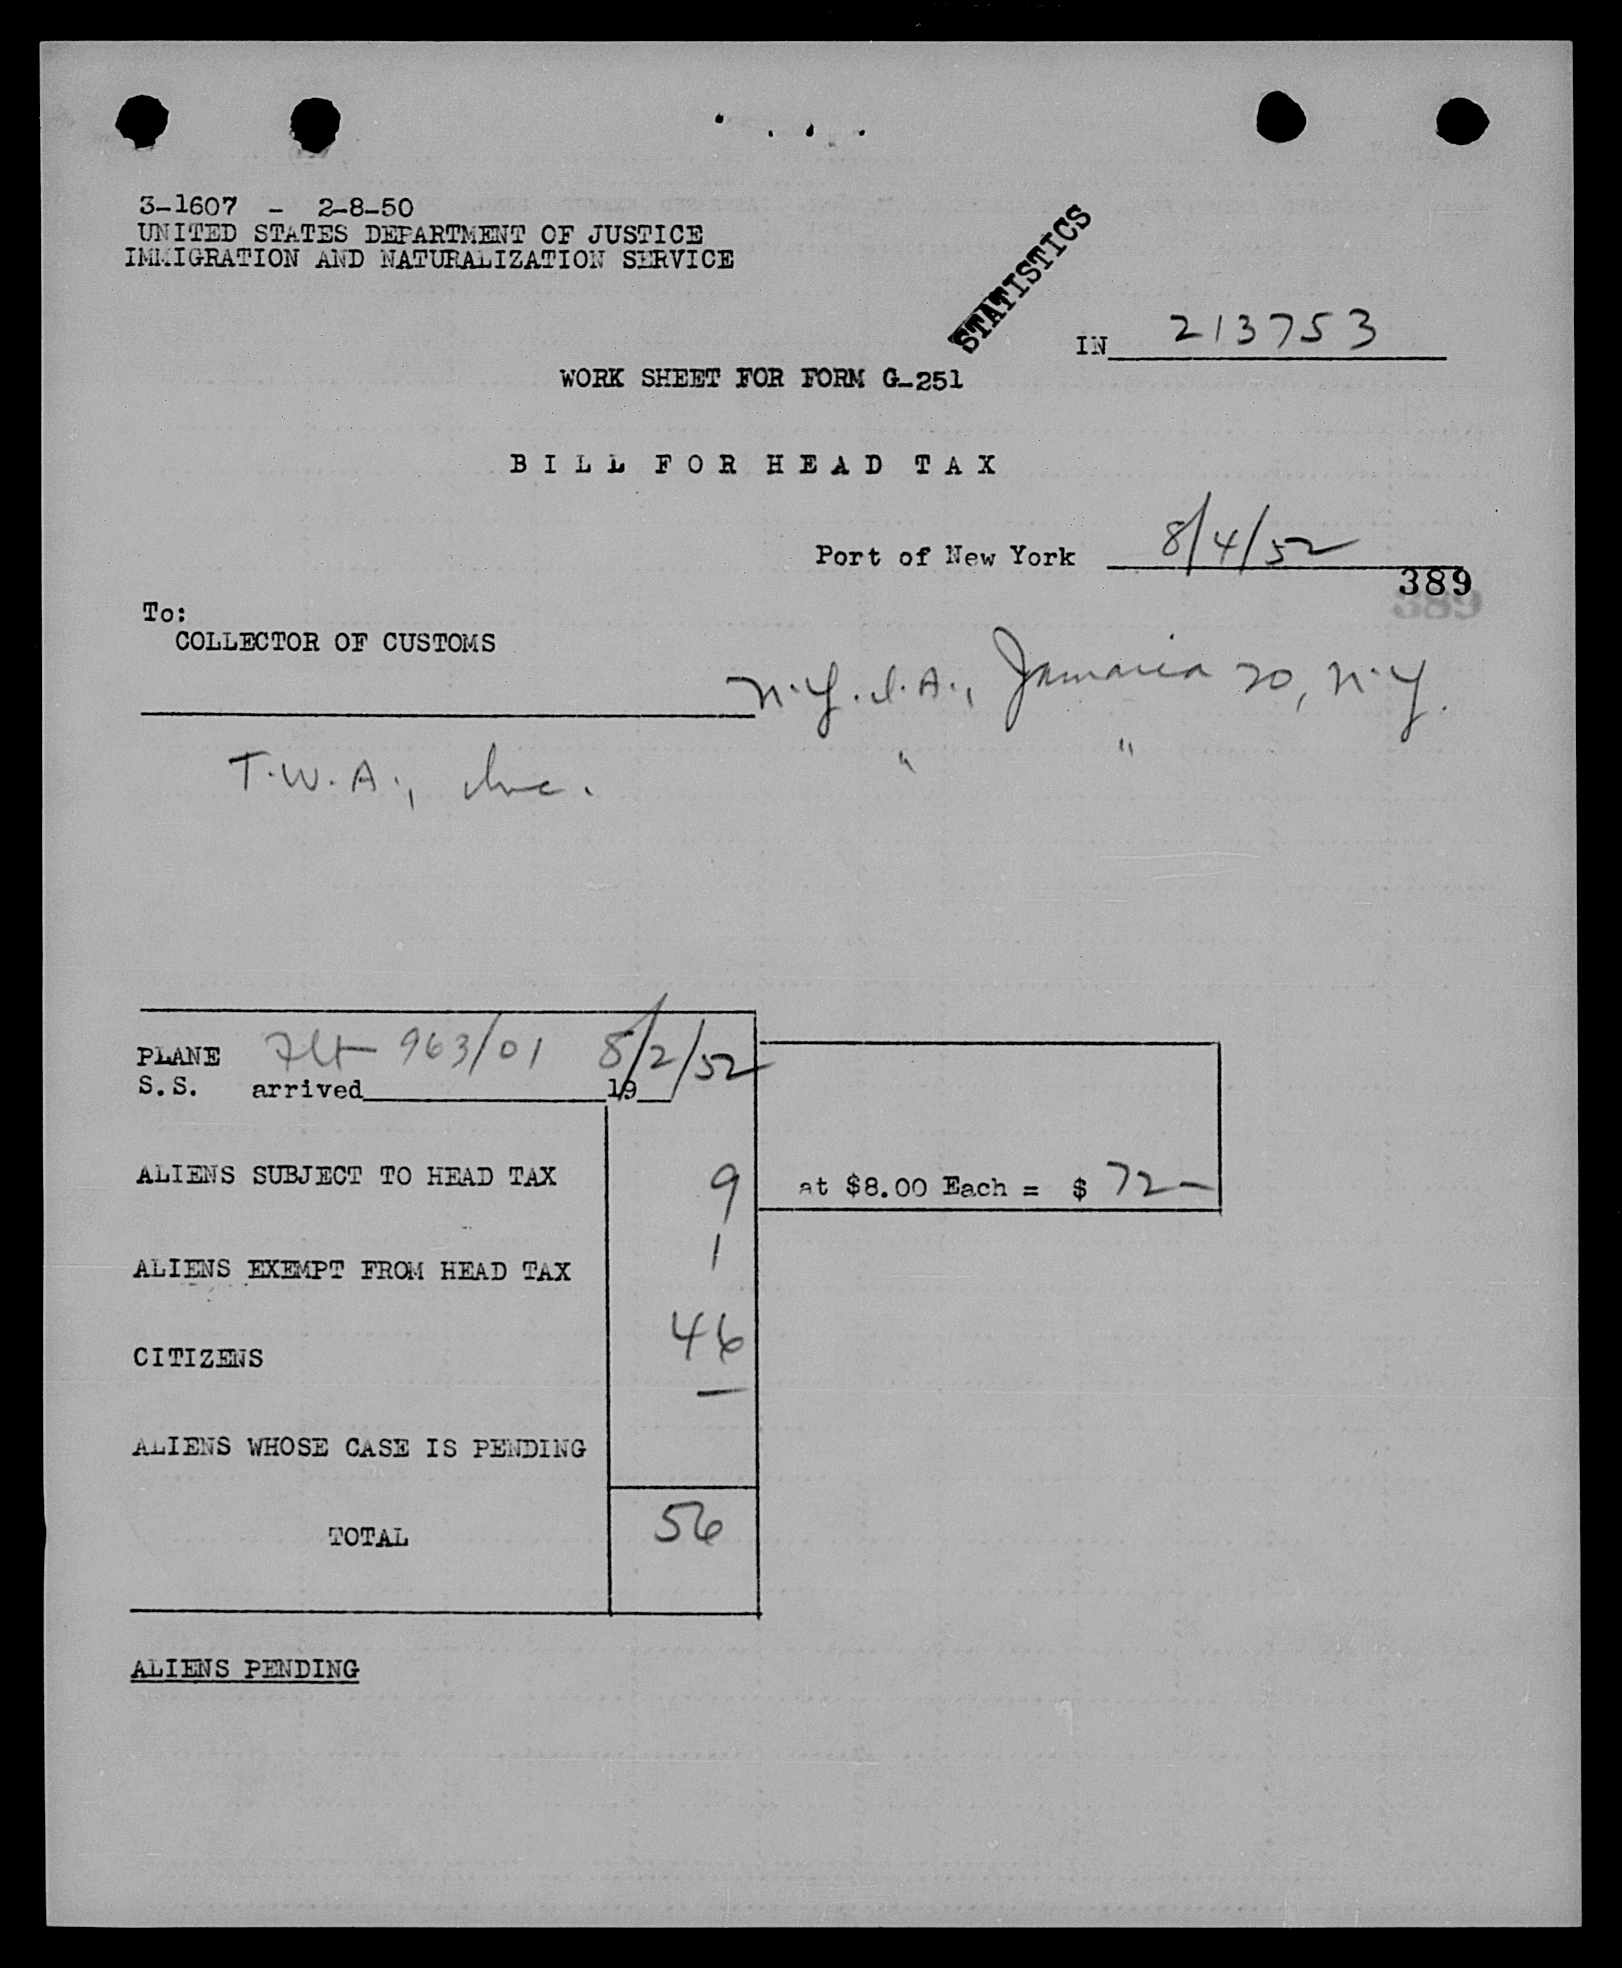 3-1607 - 2-8-50
UNITED STATES DEPARTMENT OF JUSTICE
IMMIGRATION AND NATURALIZATION SERVICE
STATISTICS
IN 213753
WORK SHEET FOR FORM G-251
BILL FOR HEAD TAX
Port of New York 8/4/52
389
To:
COLLECTOR OF CUSTOMS
N.Y.I.A., Jamaica 20, N.Y.
T.W.A., Inc. " "
PLANE Flt 963/01 8/2/52
S.S. arrived 19
ALIENS SUBJECT TO HEAD TAX 9 at $8.00 Each = $ 72-
ALIENS EXEMPT FROM HEAD TAX 1
CITIZENS 46
ALIENS WHOSE CASE IS PENDING —
TOTAL 56
ALIENS PENDING